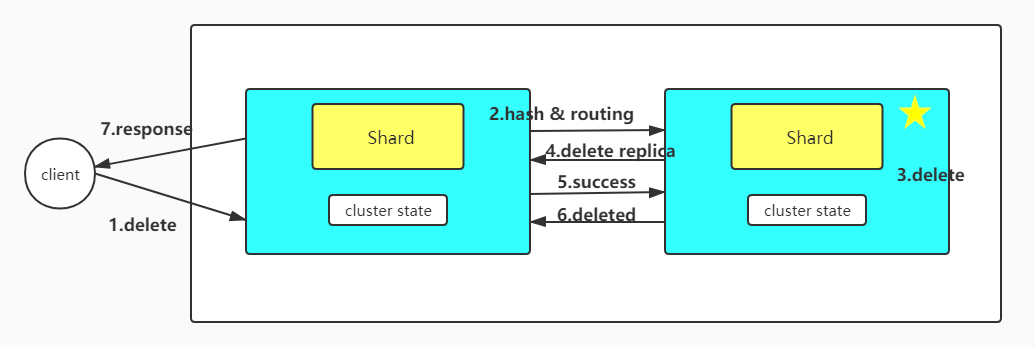 2.hash & routing
7.response
Shard
Shard
4.delete replica
client
3.delete
5.success
cluster state
cluster state
6.deleted
1.delete